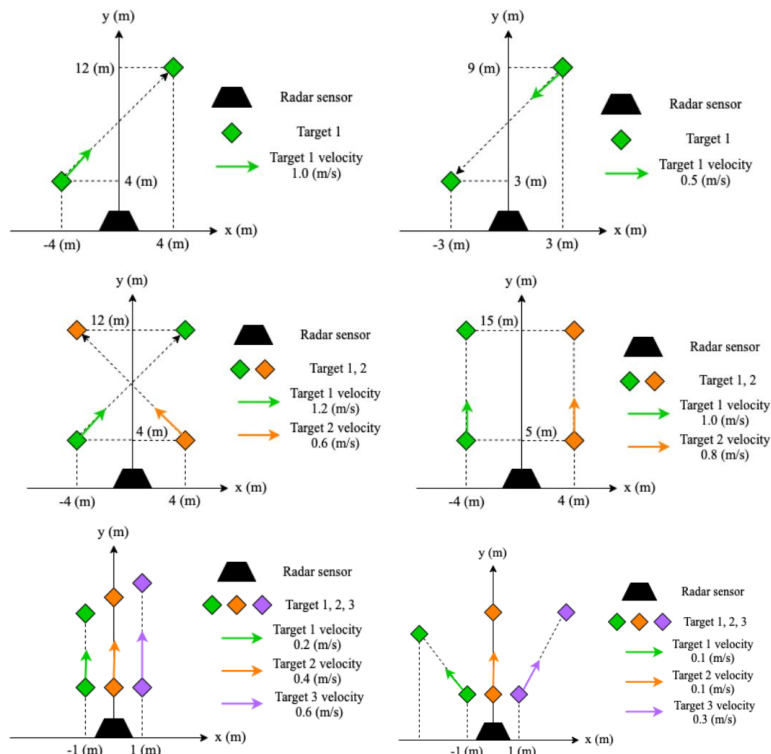 y (m)
12 (m)
4 (m)
-4 (m)
4 (m)
x (m)
Radar sensor
Target 1
Target 1 velocity
1.0 (m/s)
y (m)
9 (m)
3 (m)
-3 (m)
3 (m)
x (m)
Radar sensor
Target 1
Target 1 velocity
0.5 (m/s)
y (m)
12 (m)
4 (m)
-4 (m)
4 (m)
x (m)
Radar sensor
Target 1, 2
Target 1 velocity
1.2 (m/s)
Target 2 velocity
0.6 (m/s)
y (m)
15 (m)
5 (m)
-4 (m)
4 (m)
x (m)
Radar sensor
Target 1, 2
Target 1 velocity
1.0 (m/s)
Target 2 velocity
0.8 (m/s)
y (m)
-1 (m)
1 (m)
x (m)
Radar sensor
Target 1, 2, 3
Target 1 velocity
0.2 (m/s)
Target 2 velocity
0.4 (m/s)
Target 3 velocity
0.6 (m/s)
y (m)
-1 (m)
1 (m)
x (m)
Radar sensor
Target 1, 2, 3
Target 1 velocity
0.1 (m/s)
Target 2 velocity
0.1 (m/s)
Target 3 velocity
0.3 (m/s)